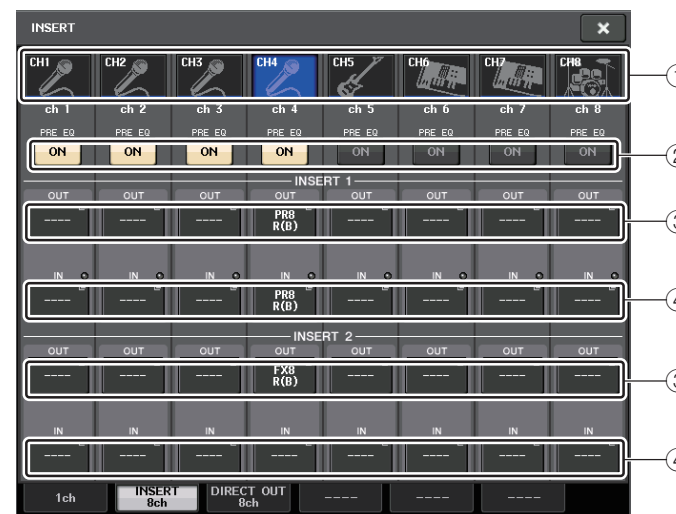 INSERT ×
CH1 CH2 CH3 CH4 CH5 CH6 CH7 CH8
ch 1 ch 2 ch 3 ch 4 ch 5 ch 6 ch 7 ch 8
PRE EQ PRE EQ PRE EQ PRE EQ PRE EQ PRE EQ PRE EQ PRE EQ
ON ON ON ON ON ON ON ON
INSERT 1
OUT OUT OUT OUT OUT OUT OUT OUT
---- ---- ---- PR8 R(B) ---- ---- ---- ----
IN IN IN IN IN IN IN IN
---- ---- ---- PR8 R(B) ---- ---- ---- ----
INSERT 2
OUT OUT OUT OUT OUT OUT OUT OUT
---- ---- ---- FX8 R(B) ---- ---- ---- ----
IN IN IN IN IN IN IN IN
---- ---- ---- ---- ---- ---- ---- ----
1ch INSERT 8ch DIRECT OUT 8ch ---- ---- ----